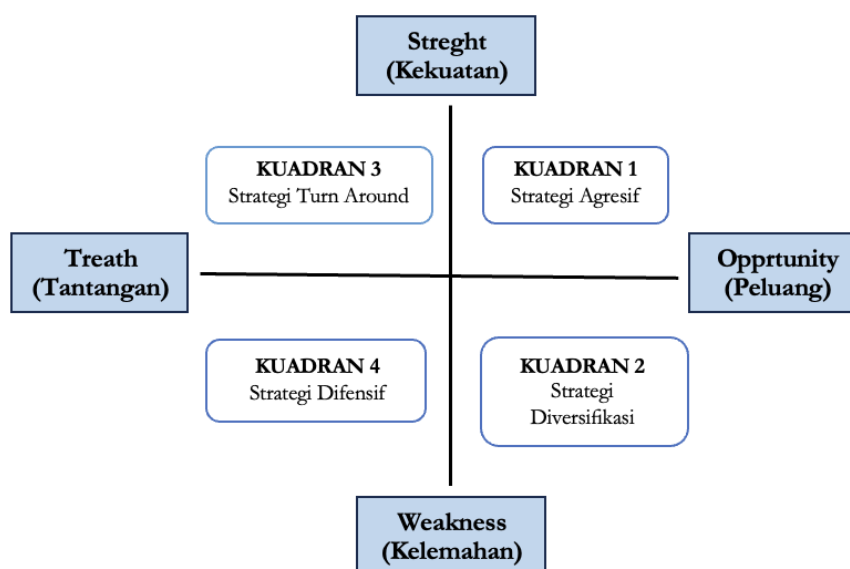 Streght
(Kekuatan)
KUADRAN 3
Strategi Turn Around
KUADRAN 1
Strategi Agresif
Treath
(Tantangan)
Opprtunity
(Peluang)
KUADRAN 4
Strategi Difensif
KUADRAN 2
Strategi
Diversifikasi
Weakness
(Kelemahan)